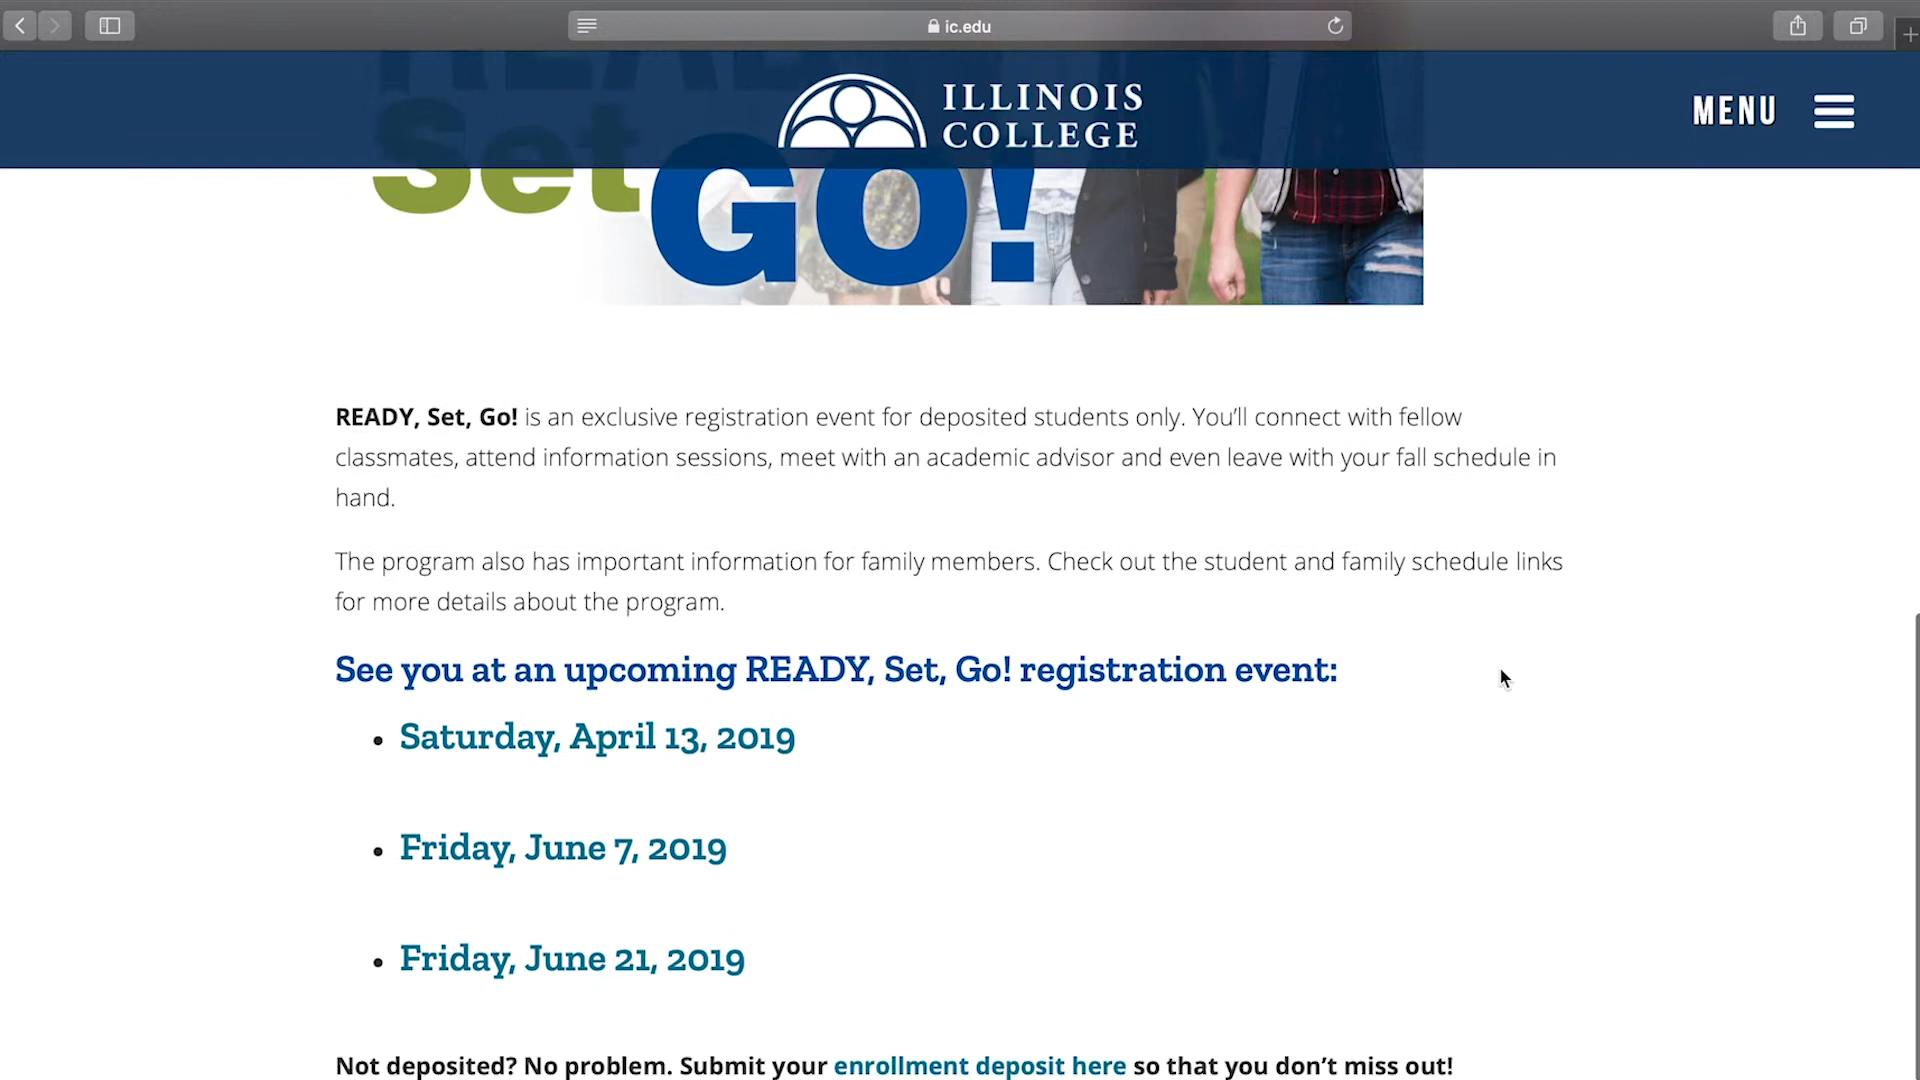 ic.edu
ILLINOIS
COLLEGE
MENU
Set
GO!
READY, Set, Go! is an exclusive registration event for deposited students only. You'll connect with fellow
classmates, attend information sessions, meet with an academic advisor and even leave with your fall schedule in
hand.
The program also has important information for family members. Check out the student and family schedule links
for more details about the program.
See you at an upcoming READY, Set, Go! registration event:
• Saturday, April 13, 2019
• Friday, June 7, 2019
• Friday, June 21, 2019
Not deposited? No problem. Submit your enrollment deposit here so that you don't miss out!